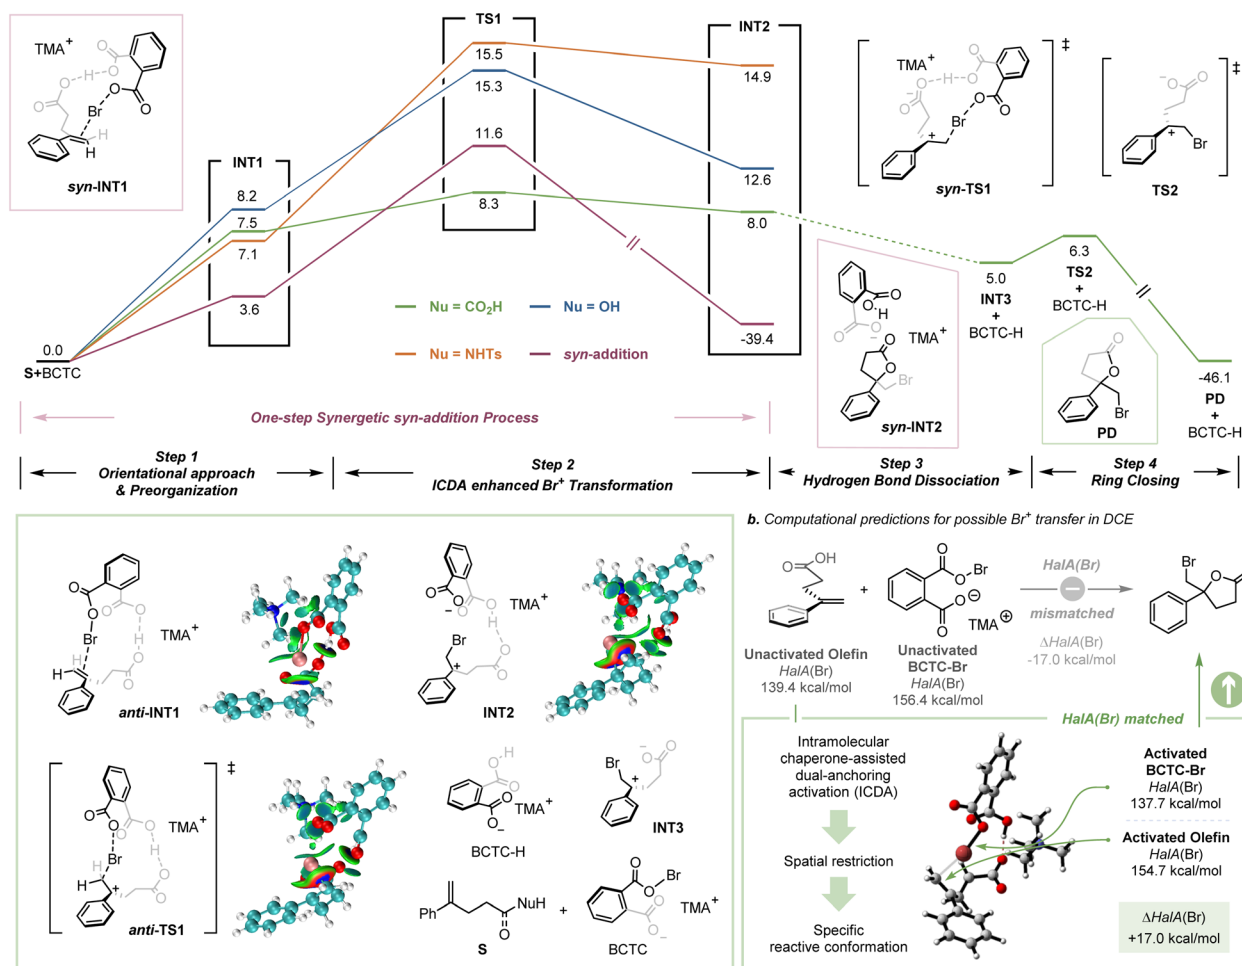 TMA+
H
O
O
O
O
O
Br
H
H
syn-INT1
TS1
15.5
15.3
11.6
8.3
INT2
14.9
12.6
8.0
-39.4
INT1
8.2
7.5
7.1
3.6
0.0
S+BCTC
Nu = CO2H
Nu = OH
Nu = NHTs
syn-addition
TMA+
‡
syn-TS1
‡
TS2
TMA+
syn-INT2
5.0
INT3
+
BCTC-H
6.3
TS2
+
BCTC-H
PD
-46.1
PD
+
BCTC-H
One-step Synergetic syn-addition Process
Step 1
Orientational approach
& Preorganization
Step 2
ICDA enhanced Br+ Transformation
Step 3
Hydrogen Bond Dissociation
Step 4
Ring Closing
TMA+
anti-INT1
TMA+
INT2
‡
TMA+
anti-TS1
TMA+
BCTC-H
INT3
Ph
NuH
O
S
+
TMA+
BCTC
b. Computational predictions for possible Br+ transfer in DCE
OH
O
+
O
O
Br
O
O⊖
TMA⊕
HalA(Br)
mismatched
ΔHalA(Br)
-17.0 kcal/mol
Br
O
Unactivated Olefin
HalA(Br)
139.4 kcal/mol
Unactivated
BCTC-Br
HalA(Br)
156.4 kcal/mol
HalA(Br) matched
Intramolecular
chaperone-assisted
dual-anchoring
activation (ICDA)
Spatial restriction
Specific
reactive conformation
Activated
BCTC-Br
HalA(Br)
137.7 kcal/mol
Activated Olefin
HalA(Br)
154.7 kcal/mol
ΔHalA(Br)
+17.0 kcal/mol